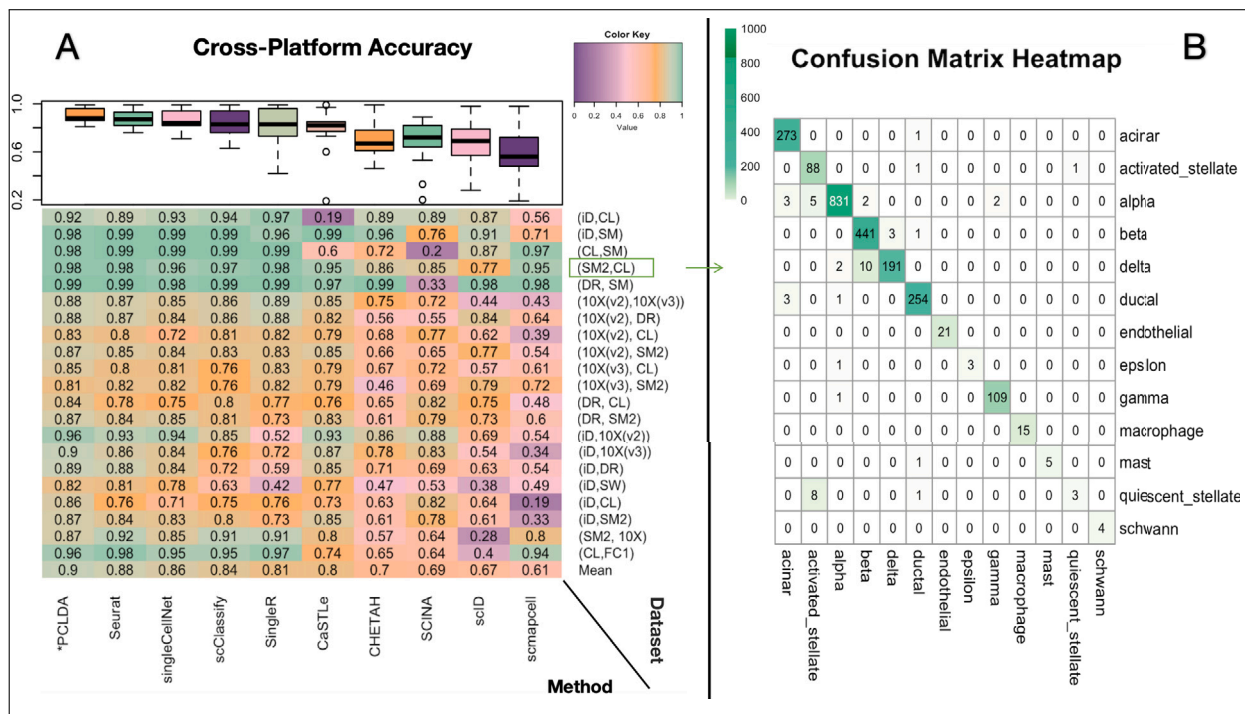 A
Cross-Platform Accuracy
Color Key
0 0.2 0.4 0.6 0.8 1
Value
1.0
0.6
0.2
0.92 0.89 0.93 0.94 0.97 0.19 0.89 0.89 0.87 0.56 (iD,CL)
0.98 0.99 0.99 0.99 0.96 0.99 0.96 0.76 0.91 0.71 (iD,SM)
0.98 0.99 0.99 0.99 0.99 0.6 0.72 0.2 0.87 0.97 (CL,SM)
0.98 0.98 0.96 0.97 0.98 0.95 0.86 0.85 0.77 0.95 (SM2,CL)
0.99 0.99 0.98 0.99 0.99 0.97 0.99 0.33 0.98 0.98 (DR, SM)
0.88 0.87 0.85 0.86 0.89 0.85 0.75 0.72 0.44 0.43 (10X(v2),10X(v3))
0.88 0.87 0.84 0.86 0.88 0.82 0.56 0.55 0.84 0.64 (10X(v2), DR)
0.83 0.8 0.72 0.81 0.82 0.79 0.68 0.77 0.62 0.39 (10X(v2), CL)
0.87 0.85 0.84 0.83 0.83 0.85 0.66 0.65 0.77 0.54 (10X(v2), SM2)
0.85 0.8 0.81 0.76 0.83 0.79 0.67 0.72 0.57 0.61 (10X(v3), CL)
0.81 0.82 0.82 0.76 0.82 0.79 0.46 0.69 0.79 0.72 (10X(v3), SM2)
0.84 0.78 0.75 0.8 0.77 0.76 0.65 0.82 0.75 0.48 (DR, CL)
0.87 0.84 0.85 0.81 0.73 0.83 0.61 0.79 0.73 0.6 (DR, SM2)
0.96 0.93 0.94 0.85 0.52 0.93 0.86 0.88 0.69 0.54 (iD,10X(v2))
0.9 0.86 0.84 0.76 0.72 0.87 0.78 0.83 0.54 0.34 (iD,10X(v3))
0.89 0.88 0.84 0.72 0.59 0.85 0.71 0.69 0.63 0.54 (iD,DR)
0.82 0.81 0.78 0.63 0.42 0.77 0.47 0.53 0.38 0.49 (iD,SW)
0.86 0.76 0.71 0.75 0.76 0.73 0.63 0.82 0.64 0.19 (iD,CL)
0.87 0.84 0.83 0.8 0.73 0.85 0.61 0.78 0.61 0.33 (iD,SM2)
0.87 0.92 0.85 0.91 0.91 0.8 0.57 0.64 0.28 0.8 (SM2, 10X)
0.96 0.98 0.95 0.95 0.97 0.74 0.65 0.64 0.4 0.94 (CL,FC1)
0.9 0.88 0.86 0.84 0.81 0.8 0.7 0.69 0.67 0.61 Mean
*PCLDA
Seurat
singleCellNet
scClassify
SingleR
CaSTLe
CHETAH
SCINA
scID
scmapcell
Dataset
Method
B
Confusion Matrix Heatmap
1000
800
600
400
200
0
273 0 0 0 0 1 0 0 0 0 0 0 0 acinar
0 88 0 0 0 1 0 0 0 0 0 1 0 activated_stellate
3 5 831 2 0 0 0 0 2 0 0 0 0 alpha
0 0 0 441 3 1 0 0 0 0 0 0 0 beta
0 0 2 10 191 0 0 0 0 0 0 0 0 delta
3 0 1 0 0 254 0 0 0 0 0 0 0 ductal
0 0 0 0 0 0 21 0 0 0 0 0 0 endothelial
0 0 1 0 0 0 0 3 0 0 0 0 0 epsilon
0 0 1 0 0 0 0 0 109 0 0 0 0 gamma
0 0 0 0 0 0 0 0 0 15 0 0 0 macrophage
0 0 0 0 0 1 0 0 0 0 5 0 0 mast
0 8 0 0 0 1 0 0 0 0 0 3 0 quiescent_stellate
0 0 0 0 0 0 0 0 0 0 0 0 4 schwann
acinar
activated_stellate
alpha
beta
delta
ductal
endothelial
epsilon
gamma
macrophage
mast
quiescent_stellate
schwann